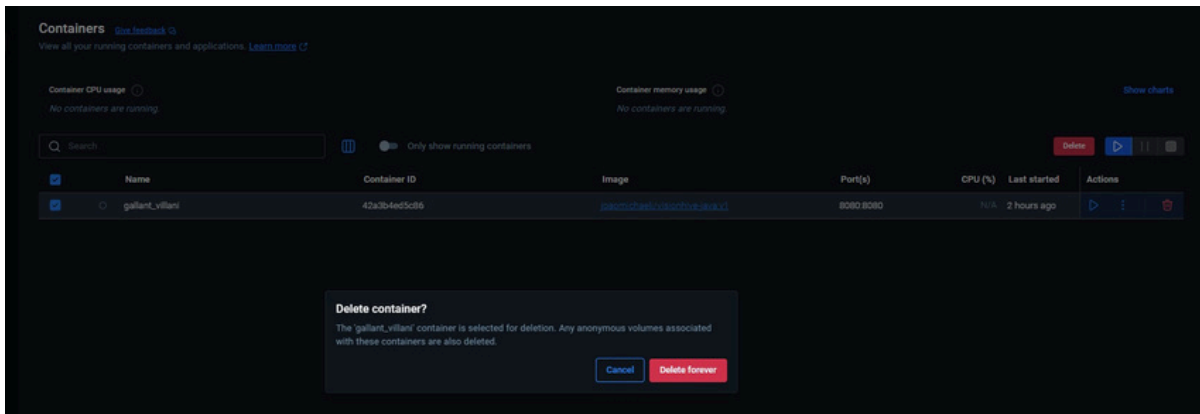 Containers Give feedback
View all your running containers and applications. Learn more
Container CPU usage
No containers are running.
Container memory usage
No containers are running.
Show charts
Search
Only show running containers
Delete
Name Container ID Image Port(s) CPU (%) Last started Actions
gallant_villani 42a3b4ed5c86 8080:8080 N/A 2 hours ago
Delete container?
The 'gallant_villani' container is selected for deletion. Any anonymous volumes associated
with these containers are also deleted.
Cancel
Delete forever